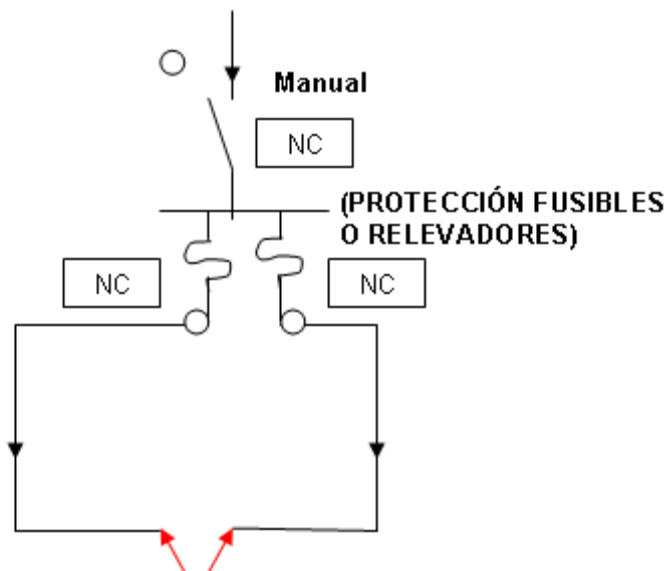 Manual
NC
(PROTECCIÓN FUSIBLES
O RELEVADORES)
NC
NC